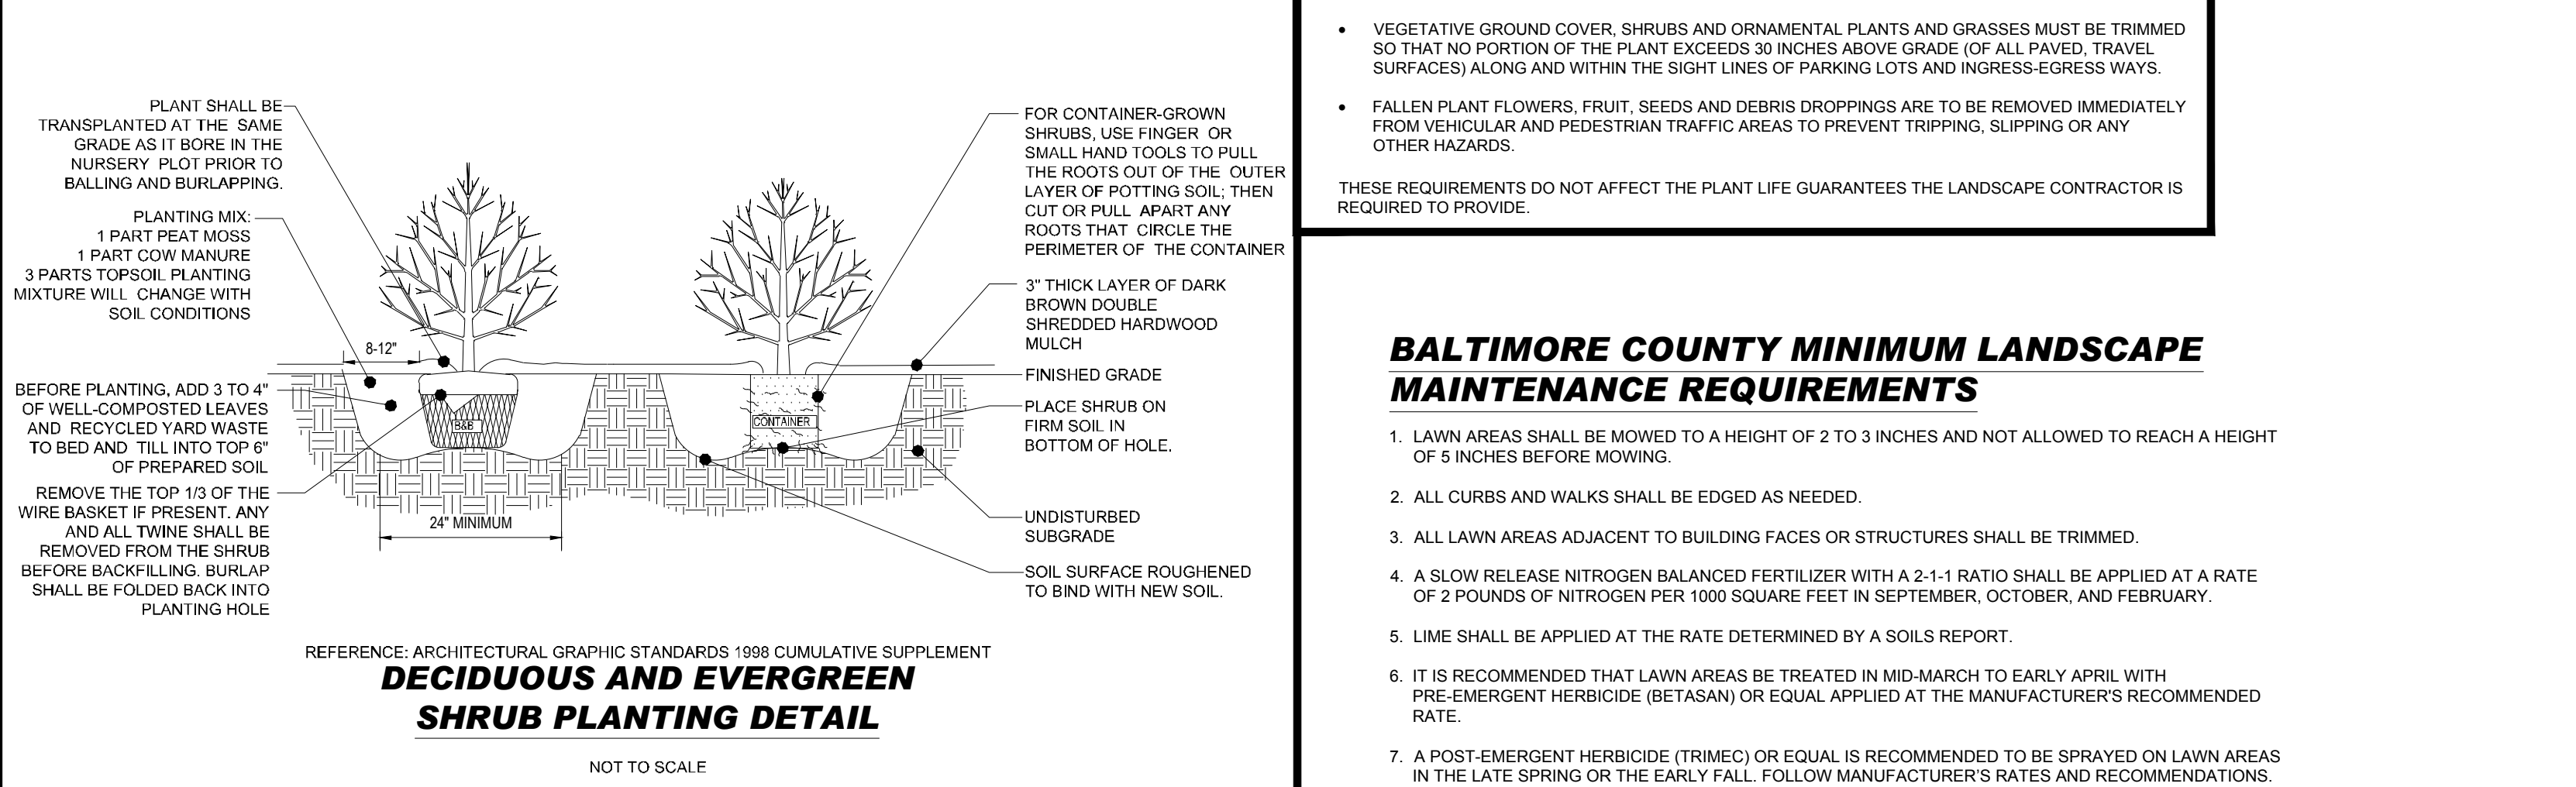 PLANT SHALL BE
TRANSPLANTED AT THE SAME
GRADE AS IT BORE IN THE
NURSERY PLOT PRIOR TO
BALLING AND BURLAPPING.
PLANTING MIX:
1 PART PEAT MOSS
1 PART COW MANURE
3 PARTS TOPSOIL PLANTING
MIXTURE WILL CHANGE WITH
SOIL CONDITIONS
8-12"
BEFORE PLANTING, ADD 3 TO 4"
OF WELL-COMPOSTED LEAVES
AND RECYCLED YARD WASTE
TO BED AND TILL INTO TOP 6"
OF PREPARED SOIL
REMOVE THE TOP 1/3 OF THE
WIRE BASKET IF PRESENT. ANY
AND ALL TWINE SHALL BE
REMOVED FROM THE SHRUB
BEFORE BACKFILLING. BURLAP
SHALL BE FOLDED BACK INTO
PLANTING HOLE
B&B
24" MINIMUM
CONTAINER
FOR CONTAINER-GROWN
SHRUBS, USE FINGER OR
SMALL HAND TOOLS TO PULL
THE ROOTS OUT OF THE OUTER
LAYER OF POTTING SOIL; THEN
CUT OR PULL APART ANY
ROOTS THAT CIRCLE THE
PERIMETER OF THE CONTAINER
3" THICK LAYER OF DARK
BROWN DOUBLE
SHREDDED HARDWOOD
MULCH
FINISHED GRADE
PLACE SHRUB ON
FIRM SOIL IN
BOTTOM OF HOLE.
UNDISTURBED
SUBGRADE
SOIL SURFACE ROUGHENED
TO BIND WITH NEW SOIL.
REFERENCE: ARCHITECTURAL GRAPHIC STANDARDS 1998 CUMULATIVE SUPPLEMENT
DECIDUOUS AND EVERGREEN
SHRUB PLANTING DETAIL
NOT TO SCALE
• VEGETATIVE GROUND COVER, SHRUBS AND ORNAMENTAL PLANTS AND GRASSES MUST BE TRIMMED
SO THAT NO PORTION OF THE PLANT EXCEEDS 30 INCHES ABOVE GRADE (OF ALL PAVED, TRAVEL
SURFACES) ALONG AND WITHIN THE SIGHT LINES OF PARKING LOTS AND INGRESS-EGRESS WAYS.
• FALLEN PLANT FLOWERS, FRUIT, SEEDS AND DEBRIS DROPPINGS ARE TO BE REMOVED IMMEDIATELY
FROM VEHICULAR AND PEDESTRIAN TRAFFIC AREAS TO PREVENT TRIPPING, SLIPPING OR ANY
OTHER HAZARDS.
THESE REQUIREMENTS DO NOT AFFECT THE PLANT LIFE GUARANTEES THE LANDSCAPE CONTRACTOR IS
REQUIRED TO PROVIDE.
BALTIMORE COUNTY MINIMUM LANDSCAPE
MAINTENANCE REQUIREMENTS
1. LAWN AREAS SHALL BE MOWED TO A HEIGHT OF 2 TO 3 INCHES AND NOT ALLOWED TO REACH A HEIGHT
OF 5 INCHES BEFORE MOWING.
2. ALL CURBS AND WALKS SHALL BE EDGED AS NEEDED.
3. ALL LAWN AREAS ADJACENT TO BUILDING FACES OR STRUCTURES SHALL BE TRIMMED.
4. A SLOW RELEASE NITROGEN BALANCED FERTILIZER WITH A 2-1-1 RATIO SHALL BE APPLIED AT A RATE
OF 2 POUNDS OF NITROGEN PER 1000 SQUARE FEET IN SEPTEMBER, OCTOBER, AND FEBRUARY.
5. LIME SHALL BE APPLIED AT THE RATE DETERMINED BY A SOILS REPORT.
6. IT IS RECOMMENDED THAT LAWN AREAS BE TREATED IN MID-MARCH TO EARLY APRIL WITH
PRE-EMERGENT HERBICIDE (BETASAN) OR EQUAL APPLIED AT THE MANUFACTURER'S RECOMMENDED
RATE.
7. A POST-EMERGENT HERBICIDE (TRIMEC) OR EQUAL IS RECOMMENDED TO BE SPRAYED ON LAWN AREAS
IN THE LATE SPRING OR THE EARLY FALL. FOLLOW MANUFACTURER'S RATES AND RECOMMENDATIONS.